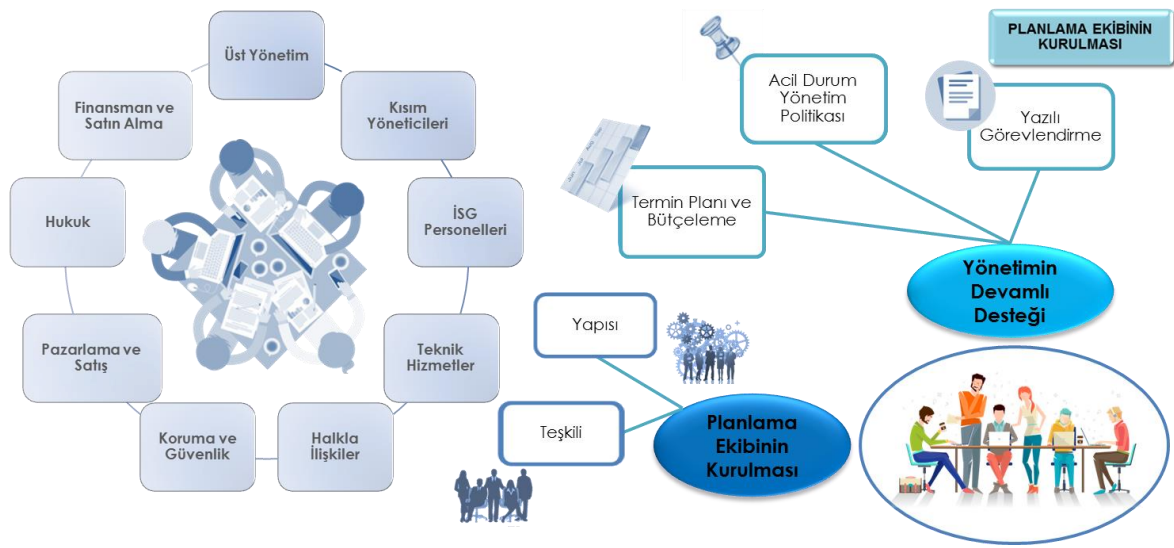 PLANLAMA EKİBİNİN
KURULMASI
Üst Yönetim
Kısım
Yöneticileri
İSG
Personelleri
Teknik
Hizmetler
Halkla
İlişkiler
Koruma ve
Güvenlik
Pazarlama ve
Satış
Hukuk
Finansman ve
Satın Alma
Acil Durum
Yönetim
Politikası
Yazılı
Görevlendirme
Termin Planı ve
Bütçeleme
Yönetimin
Devamlı
Desteği
Yapısı
Teşkili
Planlama
Ekibinin
Kurulması